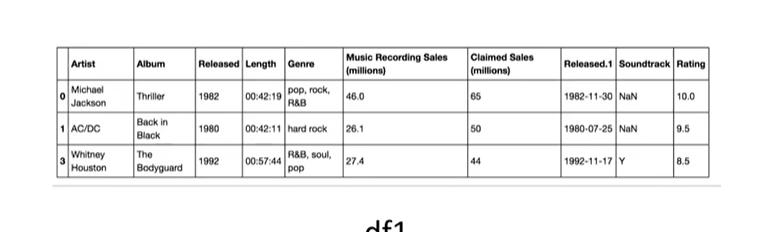 Artist Album Released Length Genre Music Recording Sales (millions) Claimed Sales (millions) Released.1 Soundtrack Rating
0 Michael Jackson Thriller 1982 00:42:19 pop, rock, R&B 46.0 65 1982-11-30 NaN 10.0
1 AC/DC Back in Black 1980 00:42:11 hard rock 26.1 50 1980-07-25 NaN 9.5
3 Whitney Houston The Bodyguard 1992 00:57:44 R&B, soul, pop 27.4 44 1992-11-17 Y 8.5
df1